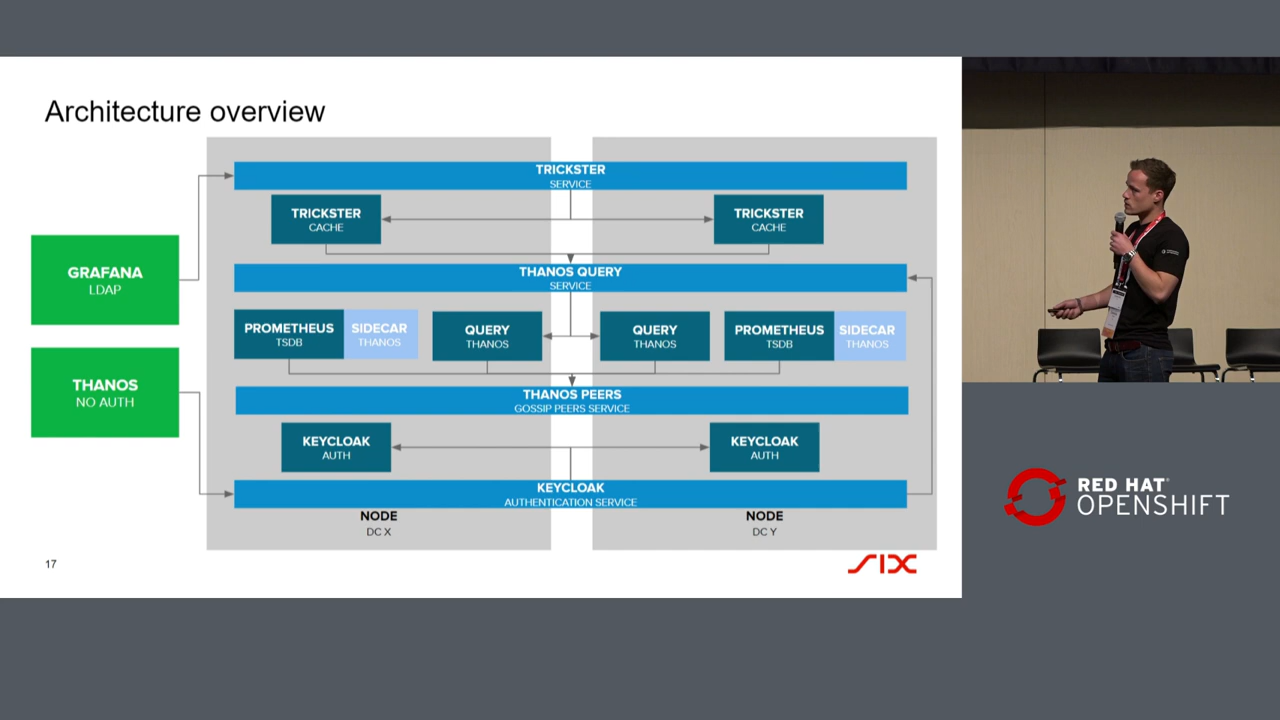 Architecture overview
TRICKSTER
SERVICE
TRICKSTER
CACHE
TRICKSTER
CACHE
GRAFANA
LDAP
THANOS QUERY
SERVICE
PROMETHEUS
TSDB
SIDECAR
THANOS
QUERY
THANOS
QUERY
THANOS
PROMETHEUS
TSDB
SIDECAR
THANOS
THANOS
NO AUTH
THANOS PEERS
GOSSIP PEERS SERVICE
KEYCLOAK
AUTH
KEYCLOAK
AUTH
KEYCLOAK
AUTHENTICATION SERVICE
NODE
DC X
NODE
DC Y
17
SIX
RED HAT®
OPENSHIFT